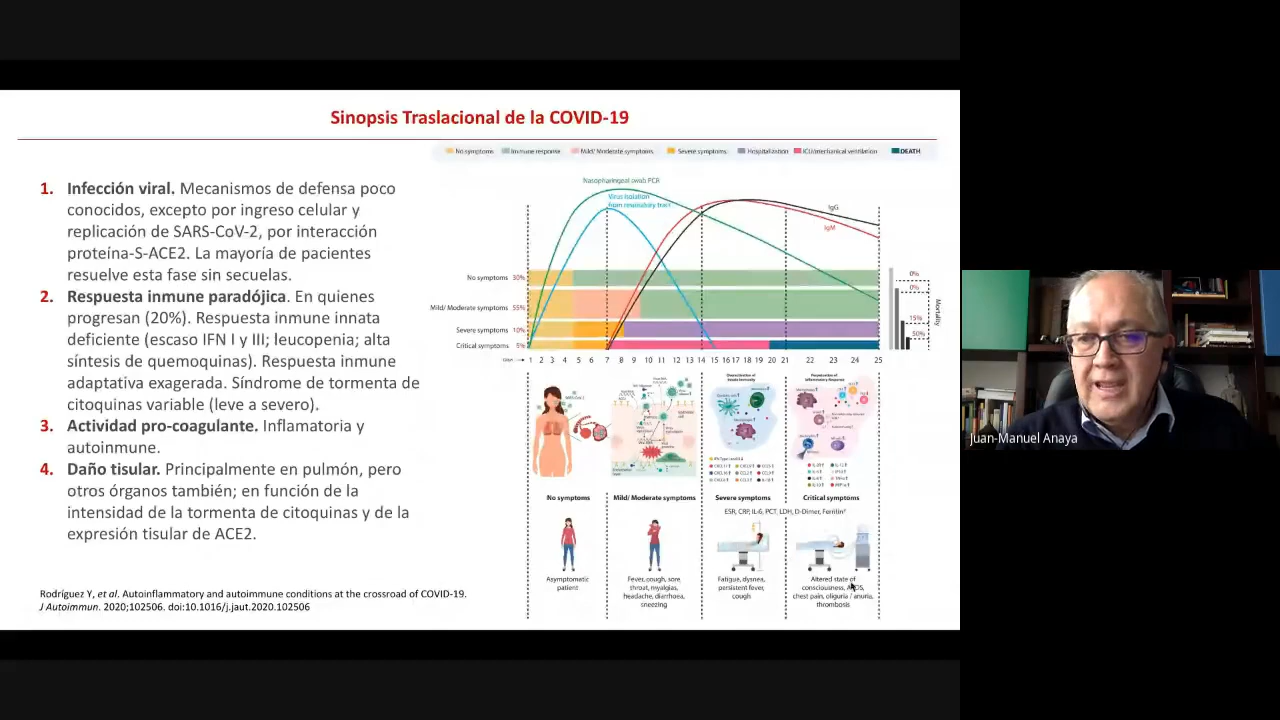 Sinopsis Traslacional de la COVID-19
1. Infección viral. Mecanismos de defensa poco
conocidos, excepto por ingreso celular y
replicación de SARS-CoV-2, por interacción
proteína-S-ACE2. La mayoría de pacientes
resuelve esta fase sin secuelas.
2. Respuesta inmune paradójica. En quienes
progresan (20%). Respuesta inmune innata
deficiente (escaso IFN I y III; leucopenia; alta
síntesis de quemoquinas). Respuesta inmune
adaptativa exagerada. Síndrome de tormenta de
citoquinas variable (leve a severo).
3. Actividad pro-coagulante. Inflamatoria y
autoinmune.
4. Daño tisular. Principalmente en pulmón, pero
otros órganos también; en función de la
intensidad de la tormenta de citoquinas y de la
expresión tisular de ACE2.
Rodríguez Y, et al. Autoinflammatory and autoimmune conditions at the crossroad of COVID-19.
J Autoimmun. 2020;102506. doi:10.1016/j.jaut.2020.102506
No symptoms Immune response Mild/ Moderate symptoms Severe symptoms Hospitalization ICU/mechanical ventilation DEATH
Nasopharingeal swab PCR
Virus isolation
from respiratory tract
IgG
IgM
No symptoms 30%
Mild/ Moderate symptoms 55%
Severe symptoms 10%
Critical symptoms 5%
0%
0%
15%
50%
Mortality
1 2 3 4 5 6 7 8 9 10 11 12 13 14 15 16 17 18 19 20 21 22 23 24 25
No symptoms Mild/ Moderate symptoms Severe symptoms Critical symptoms
ESR, CRP, IL-6, PCT, LDH, D-Dimer, Ferritin
Asymptomatic
patient
Fever, cough, sore
throat, myalgias,
headache, diarrhoea,
sneezing
Fatigue, dysnea,
persistent fever,
cough
Altered state of
consciousness,
chest pain, oliguria / anuria,
thrombosis
Juan-Manuel Anaya